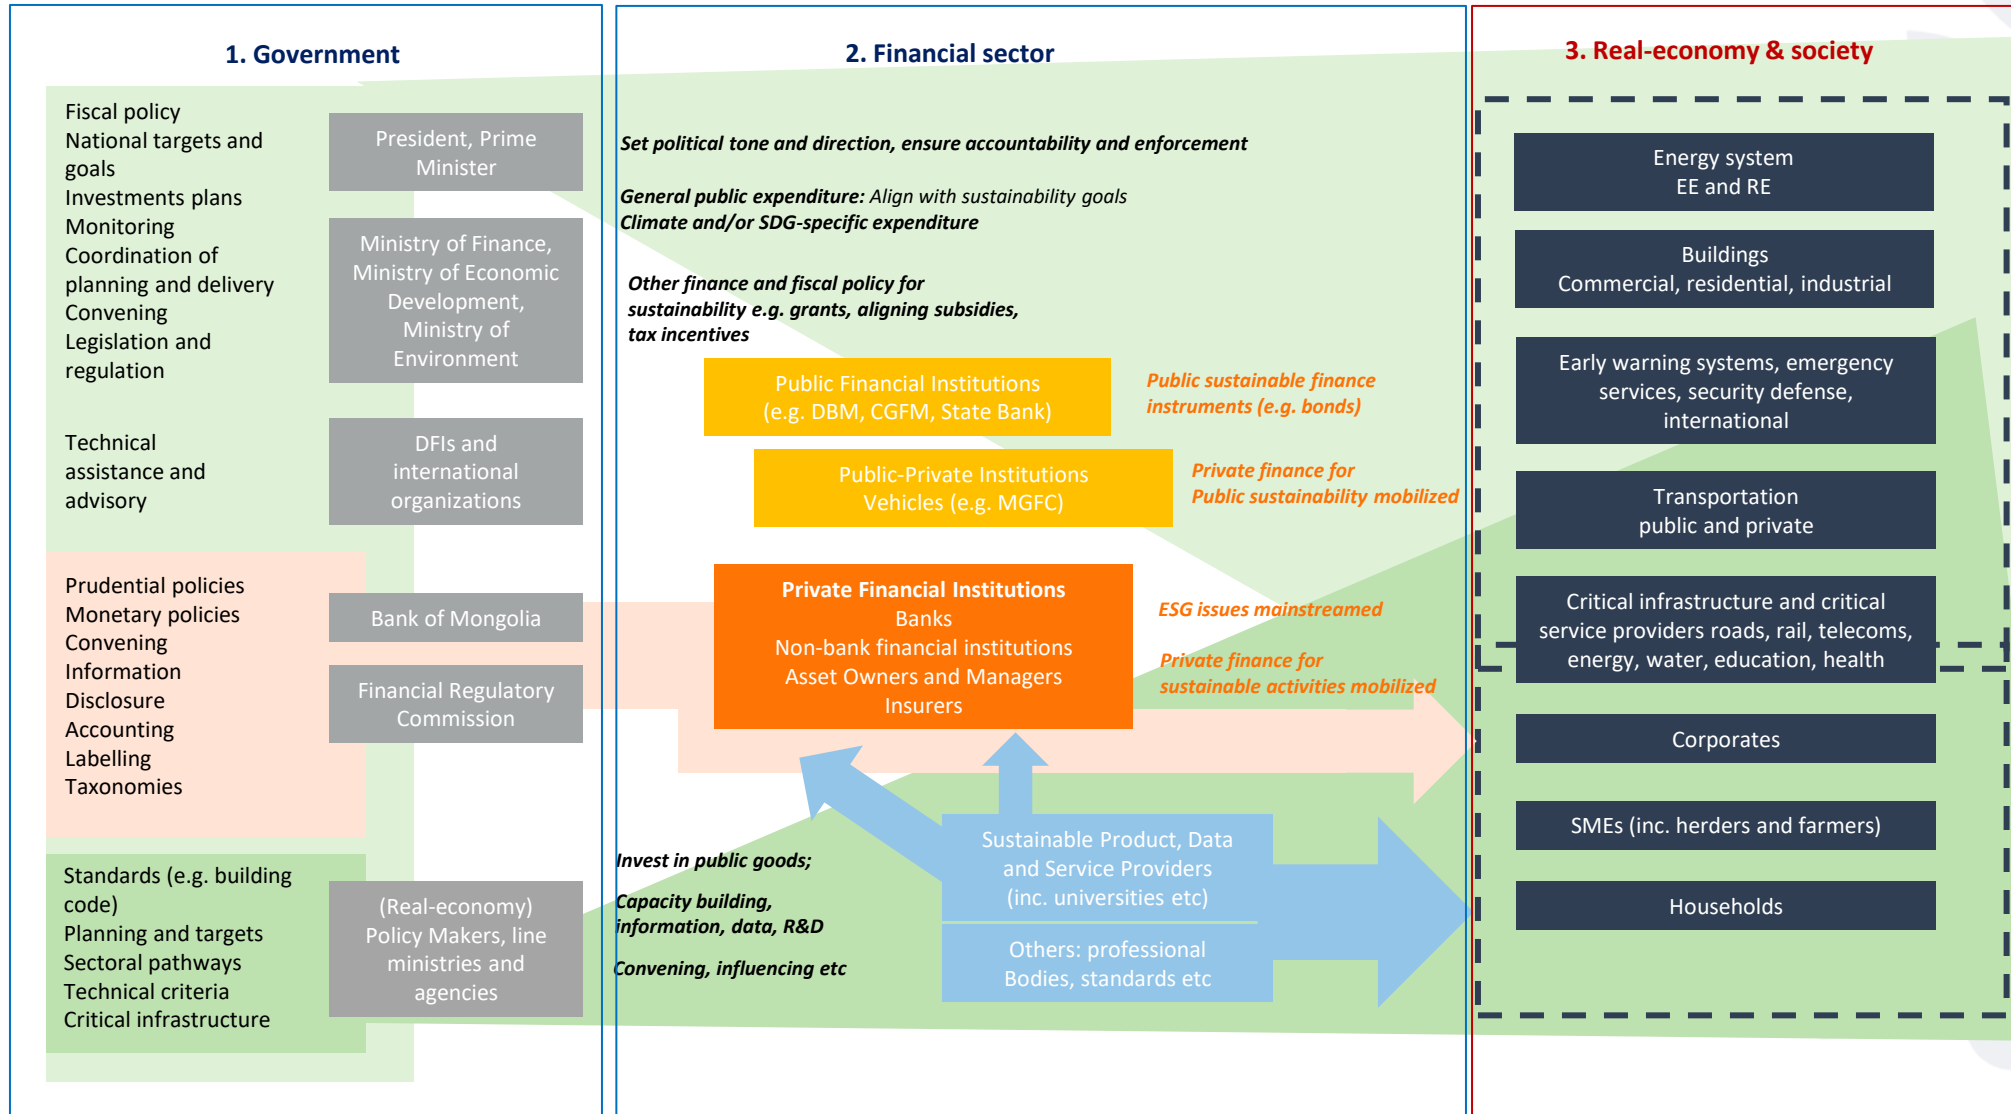 1. Government
Fiscal policy
National targets and
goals
Investments plans
Monitoring
Coordination of
planning and delivery
Convening
Legislation and
regulation
Technical
assistance and
advisory
Prudential policies
Monetary policies
Convening
Information
Disclosure
Accounting
Labelling
Taxonomies
Standards (e.g. building
code)
Planning and targets
Sectoral pathways
Technical criteria
Critical infrastructure
President, Prime
Minister
Ministry of Finance,
Ministry of Economic
Development,
Ministry of
Environment
DFIs and
international
organizations
Bank of Mongolia
Financial Regulatory
Commission
(Real-economy)
Policy Makers, line
ministries and
agencies
2. Financial sector
Set political tone and direction, ensure accountability and enforcement
General public expenditure: Align with sustainability goals
Climate and/or SDG-specific expenditure
Other finance and fiscal policy for
sustainability e.g. grants, aligning subsidies,
tax incentives
Public Financial Institutions
(e.g. DBM, CGFM, State Bank)
Public sustainable finance
instruments (e.g. bonds)
Public-Private Institutions
Vehicles (e.g. MGFC)
Private finance for
Public sustainability mobilized
Private Financial Institutions
Banks
Non-bank financial institutions
Asset Owners and Managers
Insurers
ESG issues mainstreamed
Private finance for
sustainable activities mobilized
Invest in public goods;
Capacity building,
information, data, R&D
Convening, influencing etc
Sustainable Product, Data
and Service Providers
(inc. universities etc)
Others: professional
Bodies, standards etc
3. Real-economy & society
Energy system
EE and RE
Buildings
Commercial, residential, industrial
Early warning systems, emergency
services, security defense,
international
Transportation
public and private
Critical infrastructure and critical
service providers roads, rail, telecoms,
energy, water, education, health
Corporates
SMEs (inc. herders and farmers)
Households